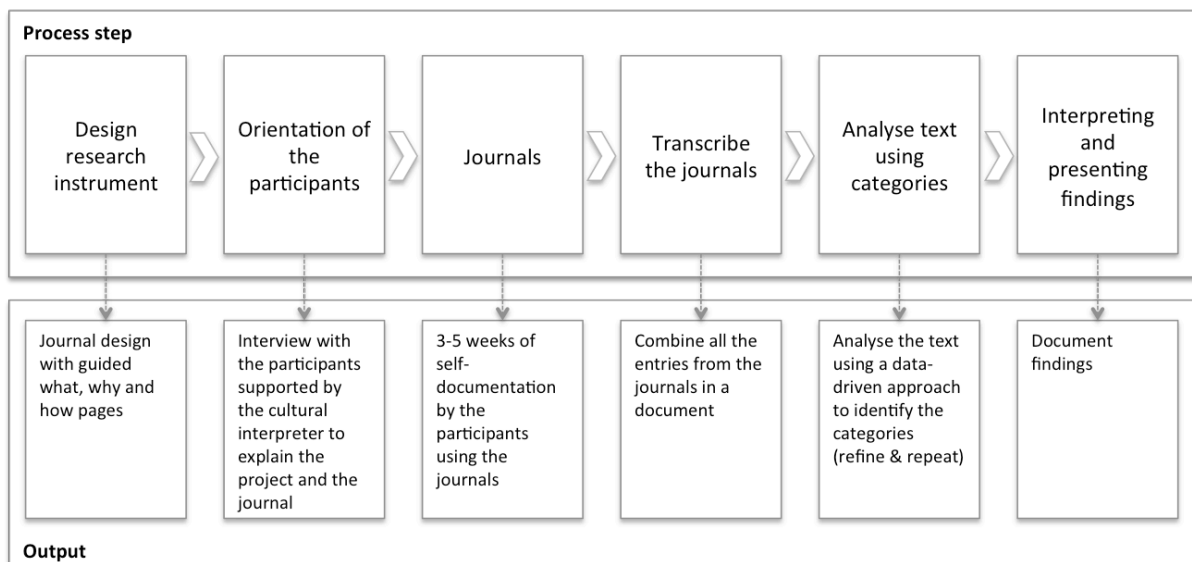 Process step
Design
research
instrument
Orientation of
the
participants
Journals
Transcribe
the journals
Analyse text
using
categories
Interpreting
and
presenting
findings
Journal design
with guided
what, why and
how pages
Interview with
the participants
supported by
the cultural
interpreter to
explain the
project and the
journal
3-5 weeks of
self-
documentation
by the
participants
using the
journals
Combine all the
entries from the
journals in a
document
Analyse the text
using a data-
driven approach
to identify the
categories
(refine & repeat)
Document
findings
Output